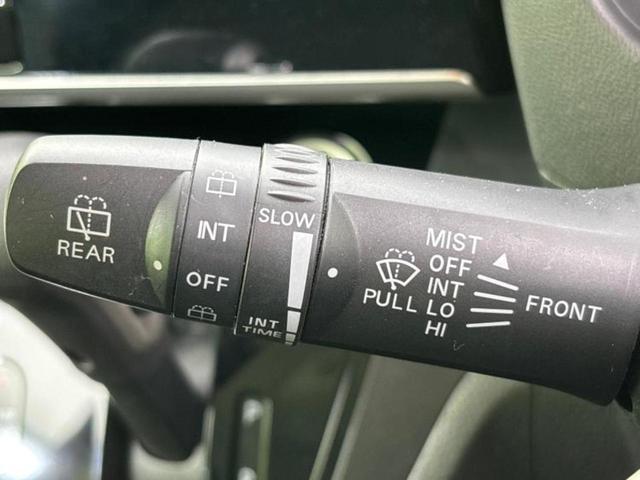 REAR
INT
OFF
SLOW
INT
TIME
PULL
MIST
OFF
INT
LO
HI
FRONT